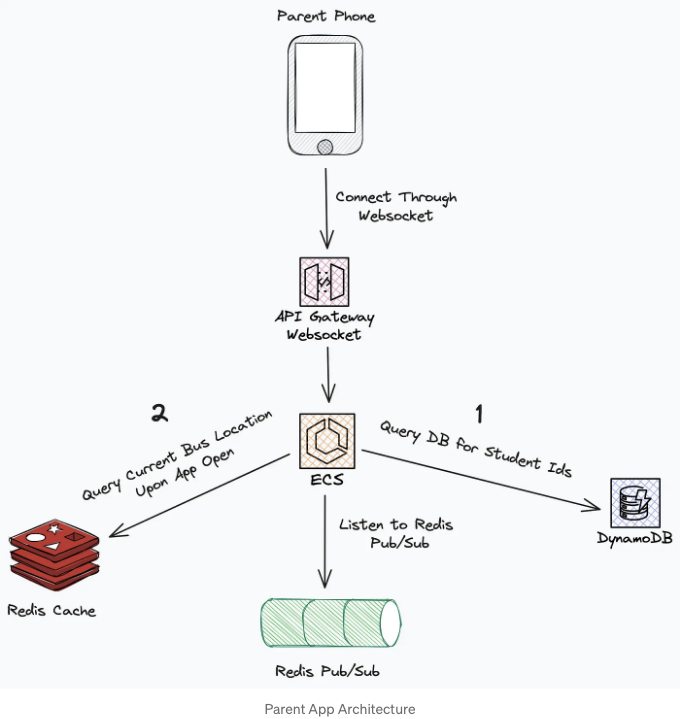 Parent Phone
Connect Through
Websocket
API Gateway
Websocket
2
1
Query Current Bus Location
Upon App Open
Query DB for Student Ids
ECS
DynamoDB
Listen to Redis
Pub/Sub
Redis Cache
Redis Pub/Sub
Parent App Architecture